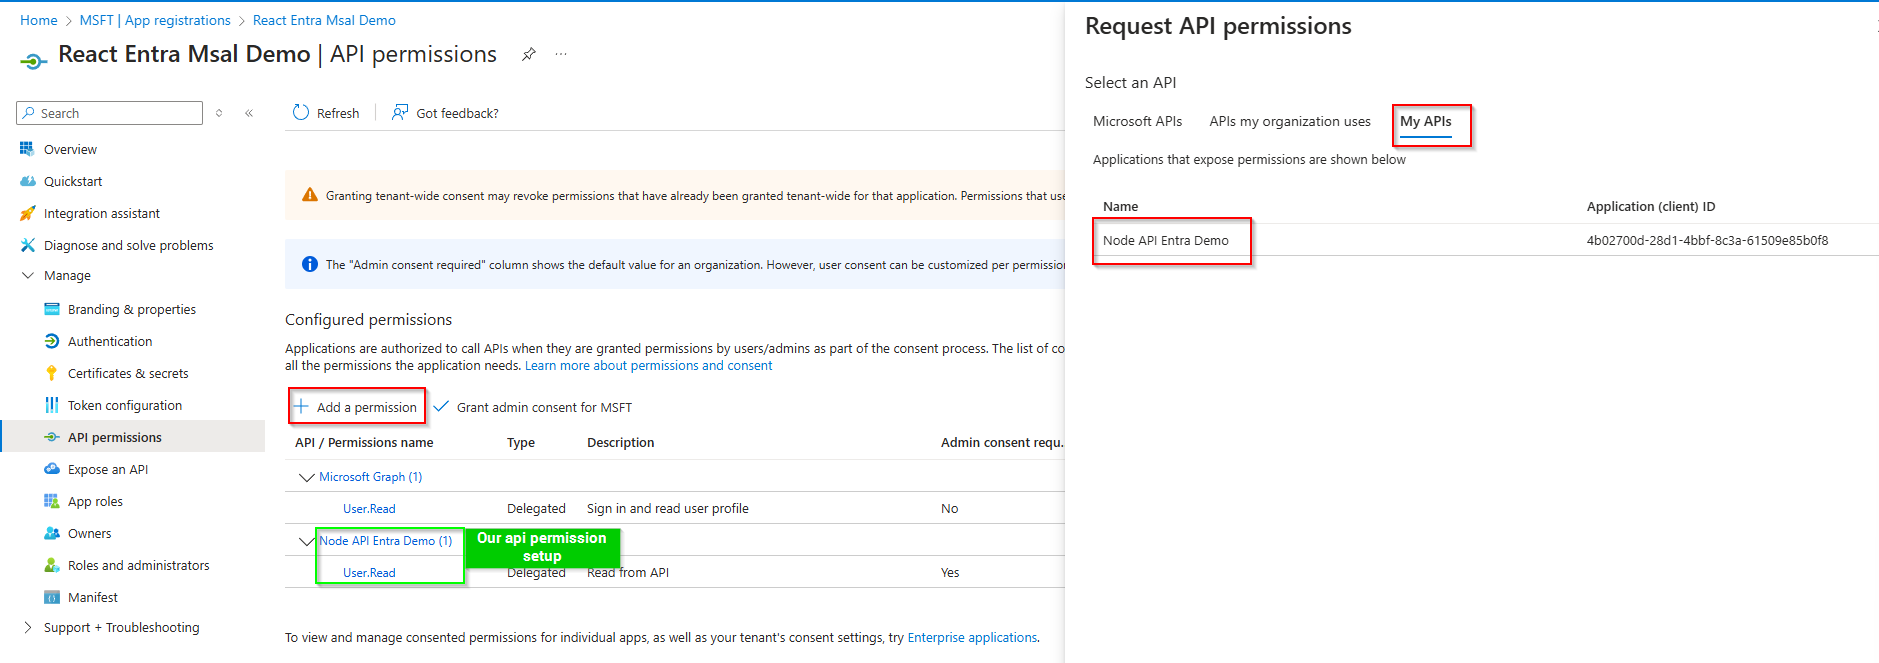 Home > MSFT | App registrations > React Entra Msal Demo
React Entra Msal Demo | API permissions
Search
Overview
Quickstart
Integration assistant
Diagnose and solve problems
Manage
Branding & properties
Authentication
Certificates & secrets
Token configuration
API permissions
Expose an API
App roles
Owners
Roles and administrators
Manifest
Support + Troubleshooting
Refresh
Got feedback?
Granting tenant-wide consent may revoke permissions that have already been granted tenant-wide for that application. Permissions that use
The "Admin consent required" column shows the default value for an organization. However, user consent can be customized per permission
Configured permissions
Applications are authorized to call APIs when they are granted permissions by users/admins as part of the consent process. The list of co
all the permissions the application needs. Learn more about permissions and consent
Add a permission
Grant admin consent for MSFT
API / Permissions name Type Description Admin consent requ...
Microsoft Graph (1)
User.Read Delegated Sign in and read user profile No
Node API Entra Demo (1)
Our api permission
setup
User.Read Delegated Read from API Yes
To view and manage consented permissions for individual apps, as well as your tenant's consent settings, try Enterprise applications.
Request API permissions
Select an API
Microsoft APIs APIs my organization uses My APIs
Applications that expose permissions are shown below
Name Application (client) ID
Node API Entra Demo 4b02700d-28d1-4bbf-8c3a-61509e85b0f8